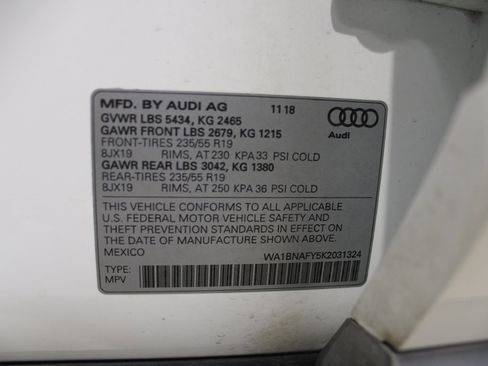 MFD. BY AUDI AG 11 18
GVWR LBS 5434, KG 2465
GAWR FRONT LBS 2679, KG 1215
FRONT-TIRES 235/55 R19
8JX19 RIMS, AT 230 KPA 33 PSI COLD
GAWR REAR LBS 3042, KG 1380
REAR-TIRES 235/55 R19
8JX19 RIMS, AT 250 KPA 36 PSI COLD
Audi
THIS VEHICLE CONFORMS TO ALL APPLICABLE
U.S. FEDERAL MOTOR VEHICLE SAFETY AND
THEFT PREVENTION STANDARDS IN EFFECT ON
THE DATE OF MANUFACTURE SHOWN ABOVE.
MEXICO WA1BNAFY5K2031324
TYPE:
MPV